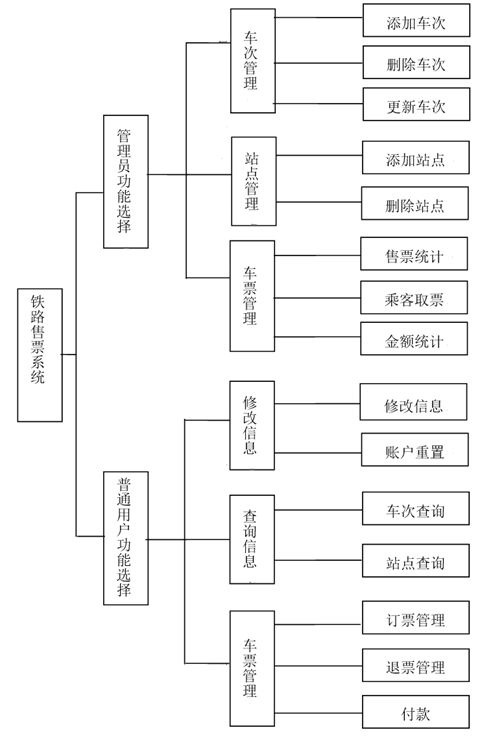 铁路售票系统
管理员功能选择
车次管理
添加车次
删除车次
更新车次
站点管理
添加站点
删除站点
车票管理
售票统计
乘客取票
金额统计
普通用户功能选择
修改信息
修改信息
账户重置
查询信息
车次查询
站点查询
车票管理
订票管理
退票管理
付款